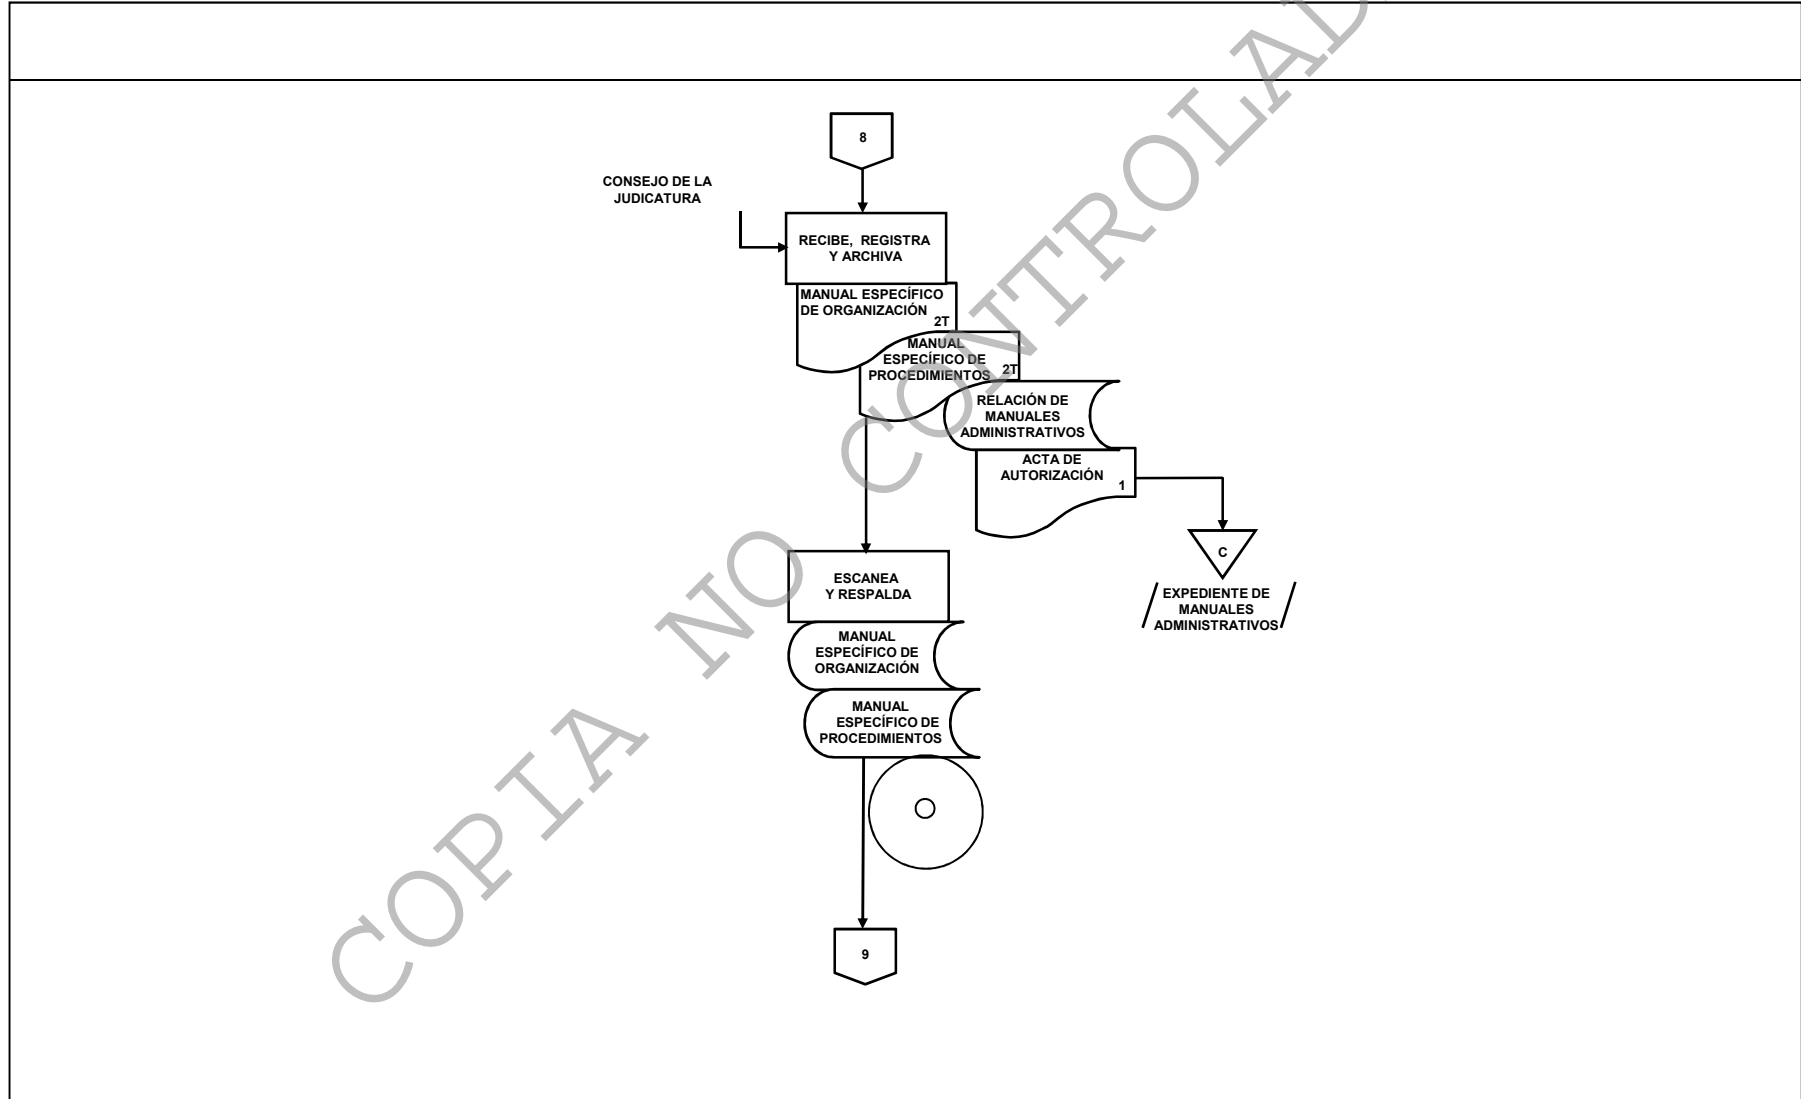 8
CONSEJO DE LA
JUDICATURA
RECIBE, REGISTRA
Y ARCHIVA
MANUAL ESPECÍFICO
DE ORGANIZACIÓN
2T
MANUAL
ESPECÍFICO DE
PROCEDIMIENTOS
2T
RELACIÓN DE
MANUALES
ADMINISTRATIVOS
ACTA DE
AUTORIZACIÓN
1
C
EXPEDIENTE DE
MANUALES
ADMINISTRATIVOS
ESCANEA
Y RESPALDA
MANUAL
ESPECÍFICO DE
ORGANIZACIÓN
MANUAL
ESPECÍFICO DE
PROCEDIMIENTOS
9
COPIA NO CONTROLAD